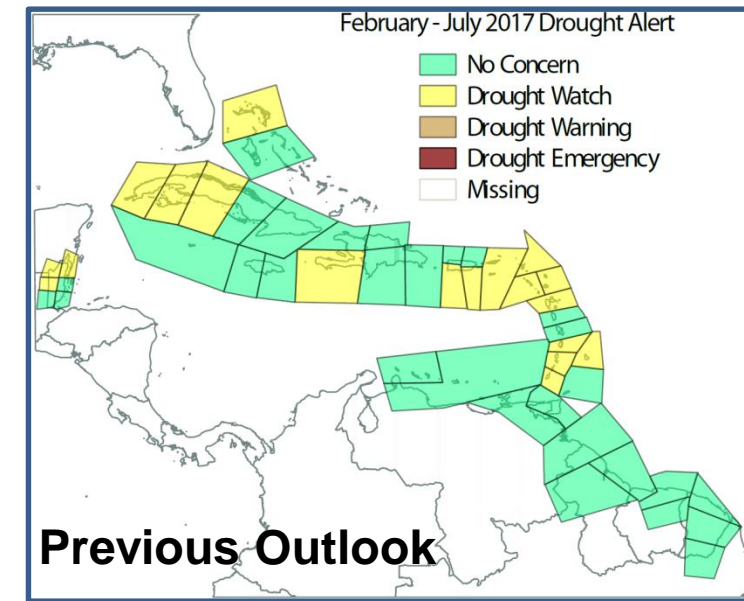 February - July 2017 Drought Alert
No Concern
Drought Watch
Drought Warning
Drought Emergency
Missing
Previous Outlook